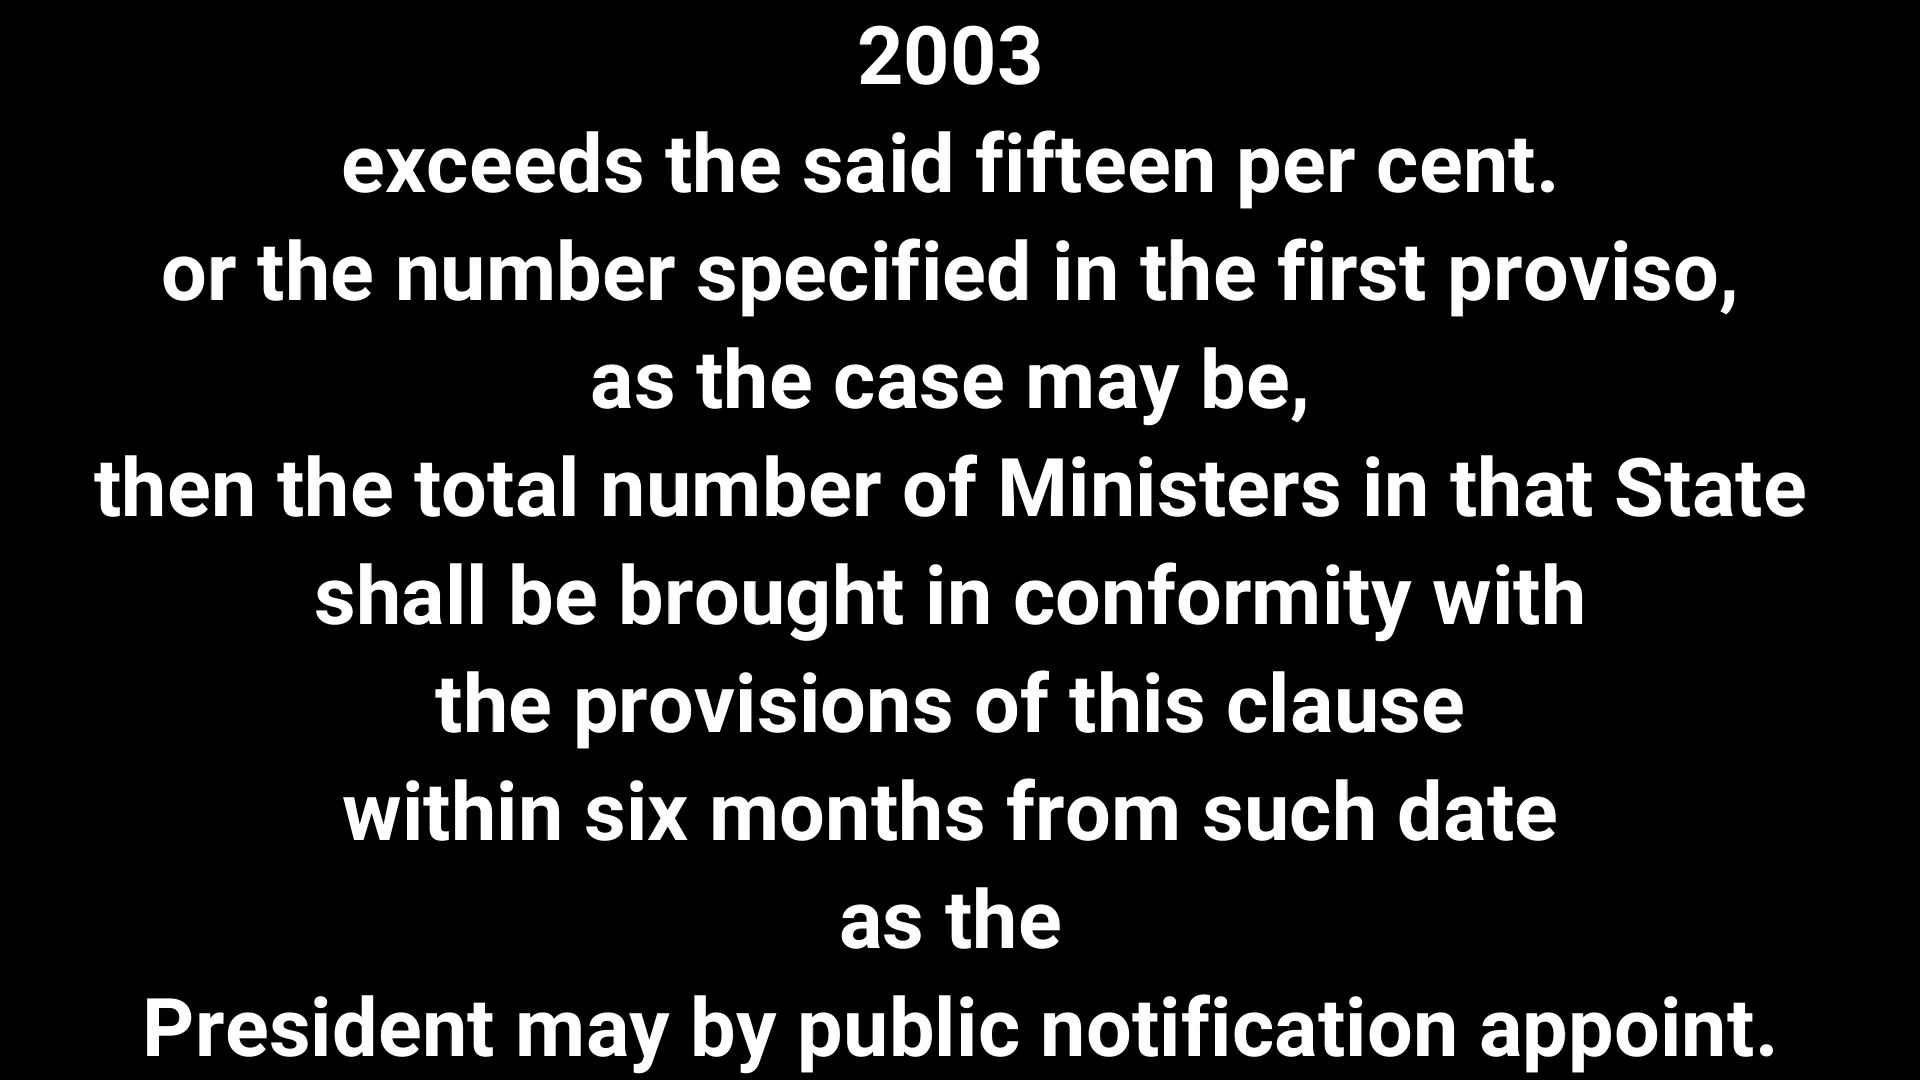 2003
exceeds the said fifteen per cent.
or the number specified in the first proviso,
as the case may be,
then the total number of Ministers in that State
shall be brought in conformity with
the provisions of this clause
within six months from such date
as the
President may by public notification appoint.